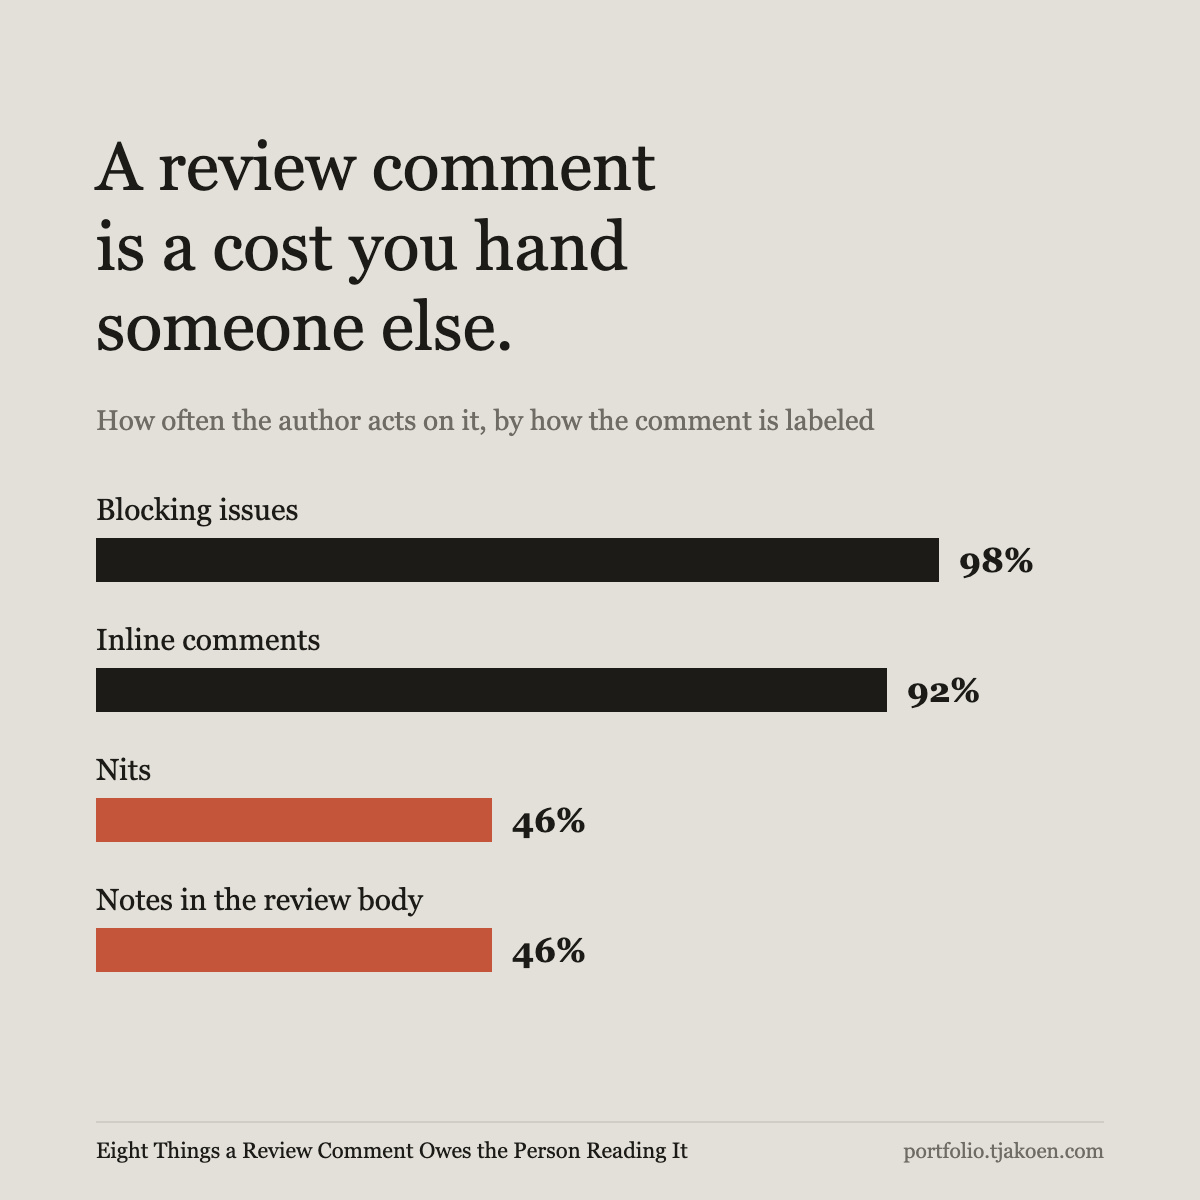 A review comment
is a cost you hand
someone else.
How often the author acts on it, by how the comment is labeled
Blocking issues
98%
Inline comments
92%
Nits
46%
Notes in the review body
46%
Eight Things a Review Comment Owes the Person Reading It
portfolio.tjakoen.com